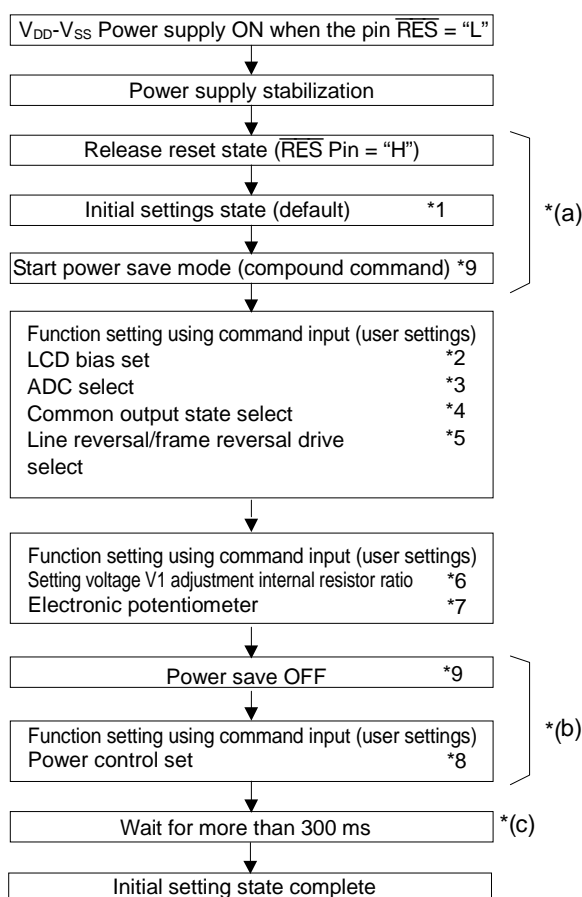 V_DD-V_SS Power supply ON when the pin R̅E̅S̅ = “L”
Power supply stabilization
Release reset state (R̅E̅S̅ Pin = “H”)
Initial settings state (default) *1
Start power save mode (compound command) *9
*(a)
Function setting using command input (user settings)
LCD bias set *2
ADC select *3
Common output state select *4
Line reversal/frame reversal drive *5
select
Function setting using command input (user settings)
Setting voltage V1 adjustment internal resistor ratio *6
Electronic potentiometer *7
Power save OFF *9
Function setting using command input (user settings)
Power control set *8
*(b)
Wait for more than 300 ms *(c)
Initial setting state complete